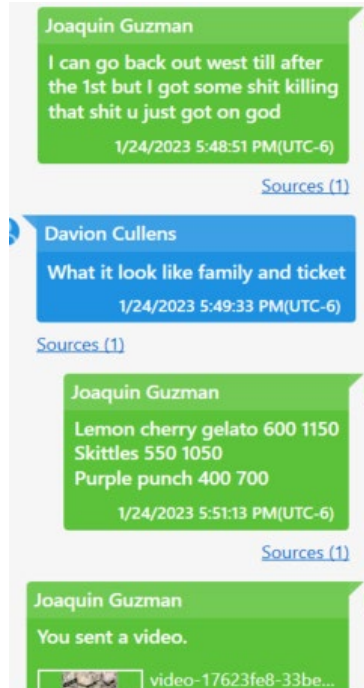 Joaquin Guzman
I can go back out west till after
the 1st but I got some shit killing
that shit u just got on god
1/24/2023 5:48:51 PM(UTC-6)
Sources (1)
Davion Cullens
What it look like family and ticket
1/24/2023 5:49:33 PM(UTC-6)
Sources (1)
Joaquin Guzman
Lemon cherry gelato 600 1150
Skittles 550 1050
Purple punch 400 700
1/24/2023 5:51:13 PM(UTC-6)
Sources (1)
Joaquin Guzman
You sent a video.
video-17623fe8-33be...